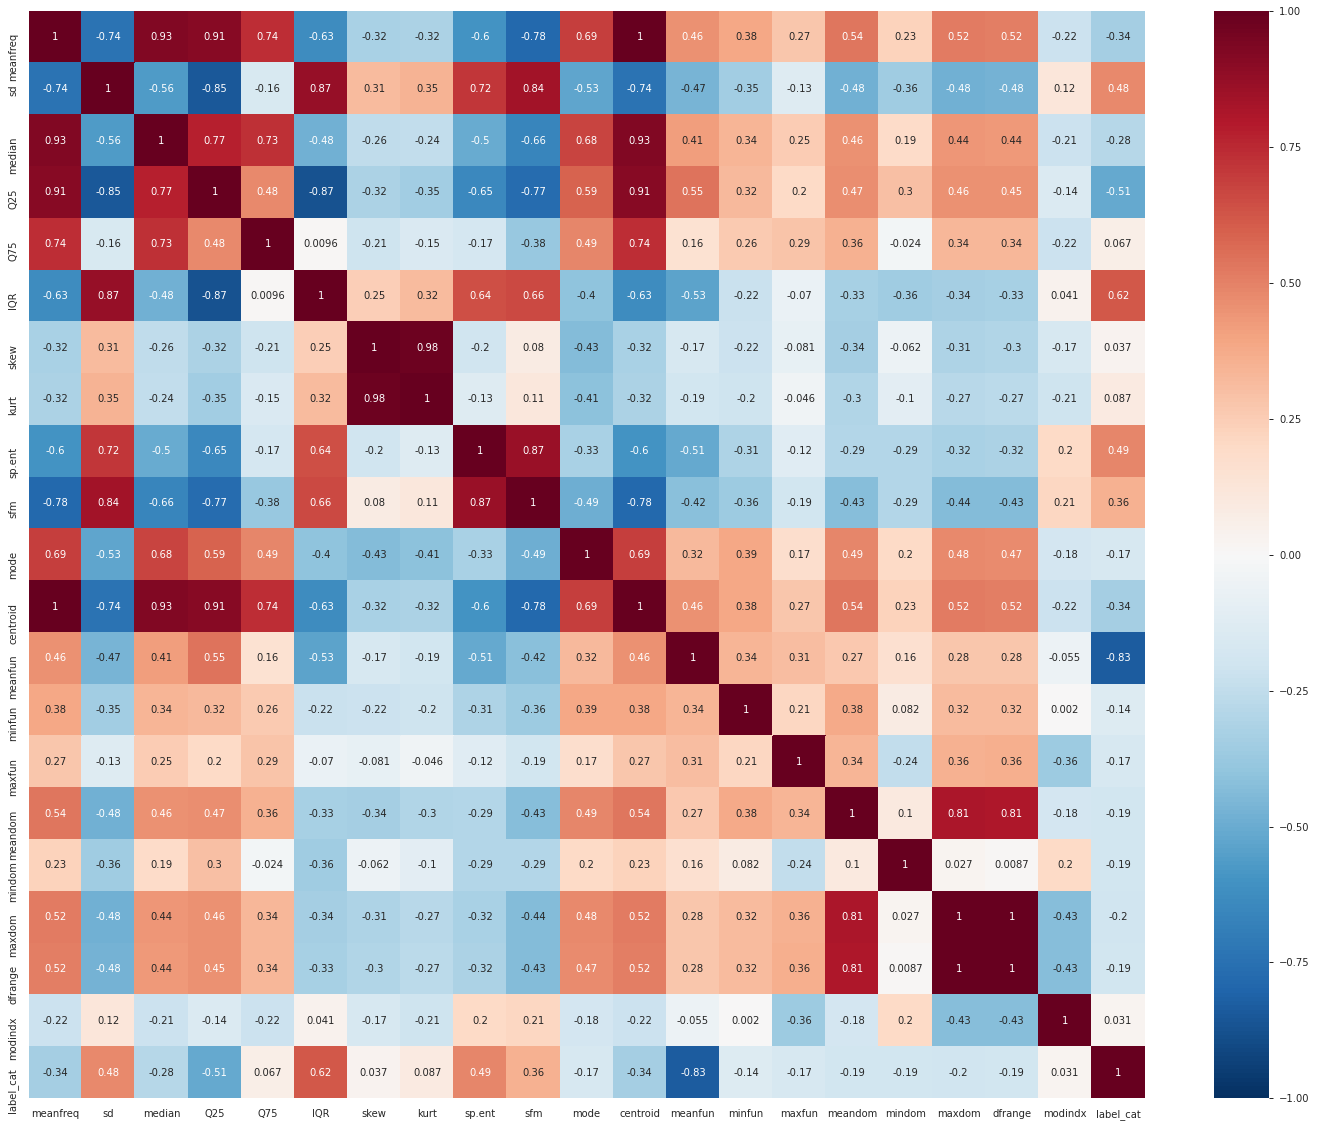 meanfreq 1 -0.74 0.93 0.91 0.74 -0.63 -0.32 -0.32 -0.6 -0.78 0.69 1 0.46 0.38 0.27 0.54 0.23 0.52 0.52 -0.22 -0.34
sd -0.74 1 -0.56 -0.85 -0.16 0.87 0.31 0.35 0.72 0.84 -0.53 -0.74 -0.47 -0.35 -0.13 -0.48 -0.36 -0.48 -0.48 0.12 0.48
median 0.93 -0.56 1 0.77 0.73 -0.48 -0.26 -0.24 -0.5 -0.66 0.68 0.93 0.41 0.34 0.25 0.46 0.19 0.44 0.44 -0.21 -0.28
Q25 0.91 -0.85 0.77 1 0.48 -0.87 -0.32 -0.35 -0.65 -0.77 0.59 0.91 0.55 0.32 0.2 0.47 0.3 0.46 0.45 -0.14 -0.51
Q75 0.74 -0.16 0.73 0.48 1 0.0096 -0.21 -0.15 -0.17 -0.38 0.49 0.74 0.16 0.26 0.29 0.36 -0.024 0.34 0.34 -0.22 0.067
IQR -0.63 0.87 -0.48 -0.87 0.0096 1 0.25 0.32 0.64 0.66 -0.4 -0.63 -0.53 -0.22 -0.07 -0.33 -0.36 -0.34 -0.33 0.041 0.62
skew -0.32 0.31 -0.26 -0.32 -0.21 0.25 1 0.98 -0.2 0.08 -0.43 -0.32 -0.17 -0.22 -0.081 -0.34 -0.062 -0.31 -0.3 -0.17 0.037
kurt -0.32 0.35 -0.24 -0.35 -0.15 0.32 0.98 1 -0.13 0.11 -0.41 -0.32 -0.19 -0.2 -0.046 -0.3 -0.1 -0.27 -0.27 -0.21 0.087
sp.ent -0.6 0.72 -0.5 -0.65 -0.17 0.64 -0.2 -0.13 1 0.87 -0.33 -0.6 -0.51 -0.31 -0.12 -0.29 -0.29 -0.32 -0.32 0.2 0.49
sfm -0.78 0.84 -0.66 -0.77 -0.38 0.66 0.08 0.11 0.87 1 -0.49 -0.78 -0.42 -0.36 -0.19 -0.43 -0.29 -0.44 -0.43 0.21 0.36
mode 0.69 -0.53 0.68 0.59 0.49 -0.4 -0.43 -0.41 -0.33 -0.49 1 0.69 0.32 0.39 0.17 0.49 0.2 0.48 0.47 -0.18 -0.17
centroid 1 -0.74 0.93 0.91 0.74 -0.63 -0.32 -0.32 -0.6 -0.78 0.69 1 0.46 0.38 0.27 0.54 0.23 0.52 0.52 -0.22 -0.34
meanfun 0.46 -0.47 0.41 0.55 0.16 -0.53 -0.17 -0.19 -0.51 -0.42 0.32 0.46 1 0.34 0.31 0.27 0.16 0.28 0.28 -0.055 -0.83
minfun 0.38 -0.35 0.34 0.32 0.26 -0.22 -0.22 -0.2 -0.31 -0.36 0.39 0.38 0.34 1 0.21 0.38 0.082 0.32 0.32 0.002 -0.14
maxfun 0.27 -0.13 0.25 0.2 0.29 -0.07 -0.081 -0.046 -0.12 -0.19 0.17 0.27 0.31 0.21 1 0.34 -0.24 0.36 0.36 -0.36 -0.17
meandom 0.54 -0.48 0.46 0.47 0.36 -0.33 -0.34 -0.3 -0.29 -0.43 0.49 0.54 0.27 0.38 0.34 1 0.1 0.81 0.81 -0.18 -0.19
mindom 0.23 -0.36 0.19 0.3 -0.024 -0.36 -0.062 -0.1 -0.29 -0.29 0.2 0.23 0.16 0.082 -0.24 0.1 1 0.027 0.0087 0.2 -0.19
maxdom 0.52 -0.48 0.44 0.46 0.34 -0.34 -0.31 -0.27 -0.32 -0.44 0.48 0.52 0.28 0.32 0.36 0.81 0.027 1 1 -0.43 -0.2
dfrange 0.52 -0.48 0.44 0.45 0.34 -0.33 -0.3 -0.27 -0.32 -0.43 0.47 0.52 0.28 0.32 0.36 0.81 0.0087 1 1 -0.43 -0.19
modindx -0.22 0.12 -0.21 -0.14 -0.22 0.041 -0.17 -0.21 0.2 0.21 -0.18 -0.22 -0.055 0.002 -0.36 -0.18 0.2 -0.43 -0.43 1 0.031
label_cat -0.34 0.48 -0.28 -0.51 0.067 0.62 0.037 0.087 0.49 0.36 -0.17 -0.34 -0.83 -0.14 -0.17 -0.19 -0.19 -0.2 -0.19 0.031 1
meanfreq sd median Q25 Q75 IQR skew kurt sp.ent sfm mode centroid meanfun minfun maxfun meandom mindom maxdom dfrange modindx label_cat
1.00
0.75
0.50
0.25
0.00
−0.25
−0.50
−0.75
−1.00